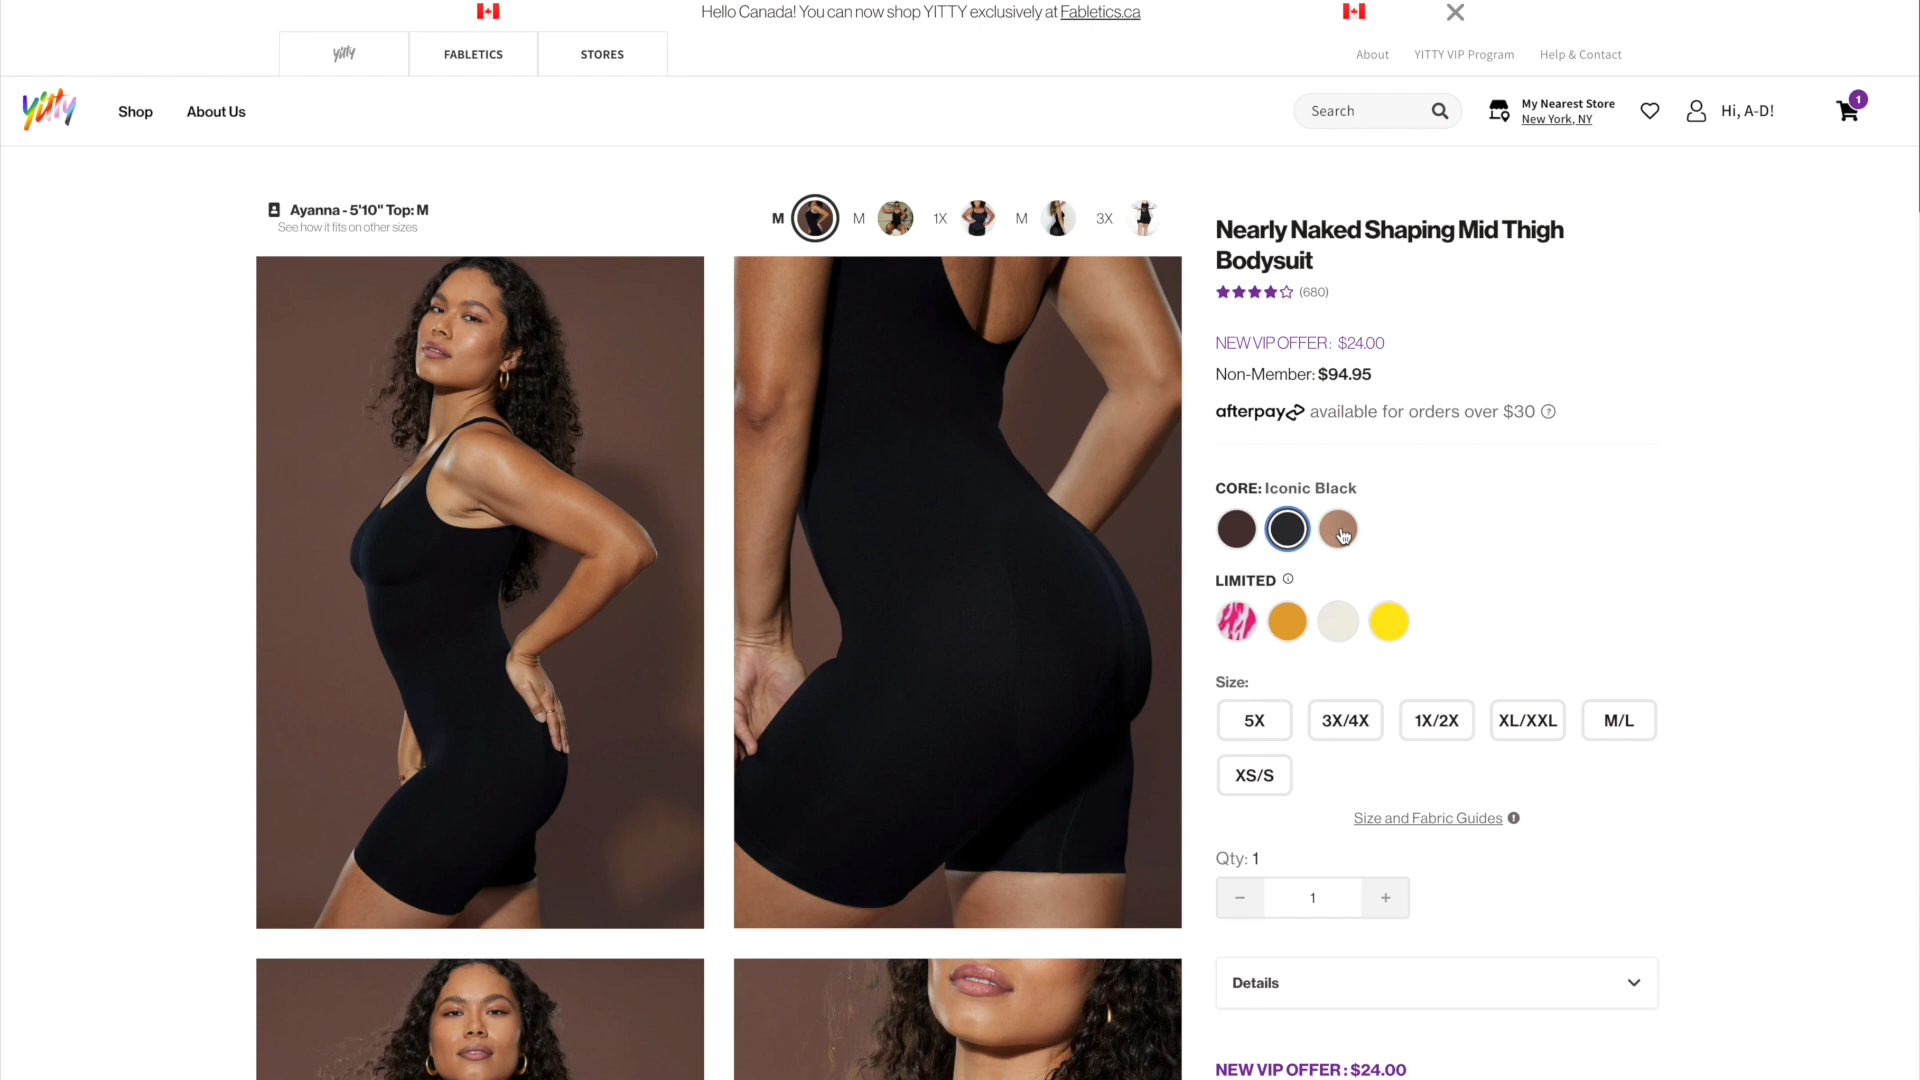 Hello Canada! You can now shop YITTY exclusively at Fabletics.ca
yitty
FABLETICS
STORES
About
YITTY VIP Program
Help & Contact
yitty
Shop
About Us
Search
My Nearest Store
New York, NY
Hi, A-D!
1
Ayanna - 5'10" Top: M
See how it fits on other sizes
M
M
1X
M
3X
Nearly Naked Shaping Mid Thigh
Bodysuit
(680)
NEW VIP OFFER: $24.00
Non-Member: $94.95
afterpay available for orders over $30 ?
CORE: Iconic Black
LIMITED
Size:
5X
3X/4X
1X/2X
XL/XXL
M/L
XS/S
Size and Fabric Guides
Qty: 1
− 1 +
Details
NEW VIP OFFER : $24.00